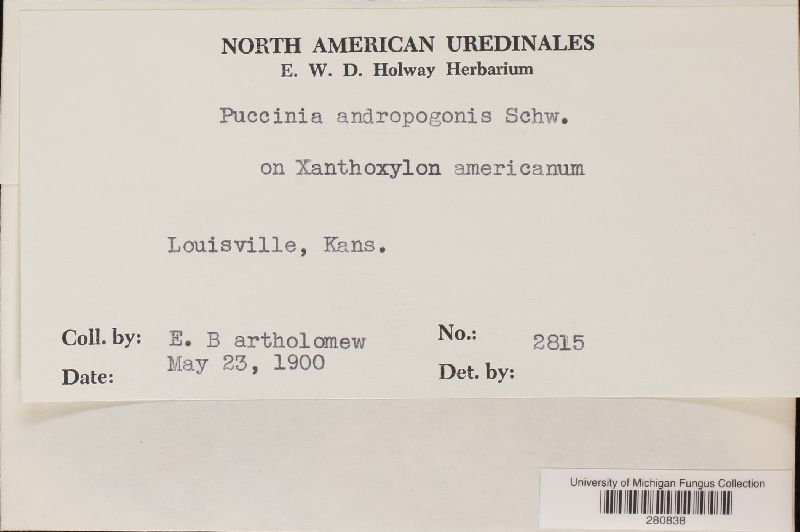 NORTH AMERICAN UREDINALES
E. W. D. Holway Herbarium
Puccinia andropogonis Schw.
on Xanthoxylon americanum
Louisville, Kans.
Coll. by: E. B artholomew
No.: 2815
Date: May 23, 1900
Det. by:
University of Michigan Fungus Collection
280838